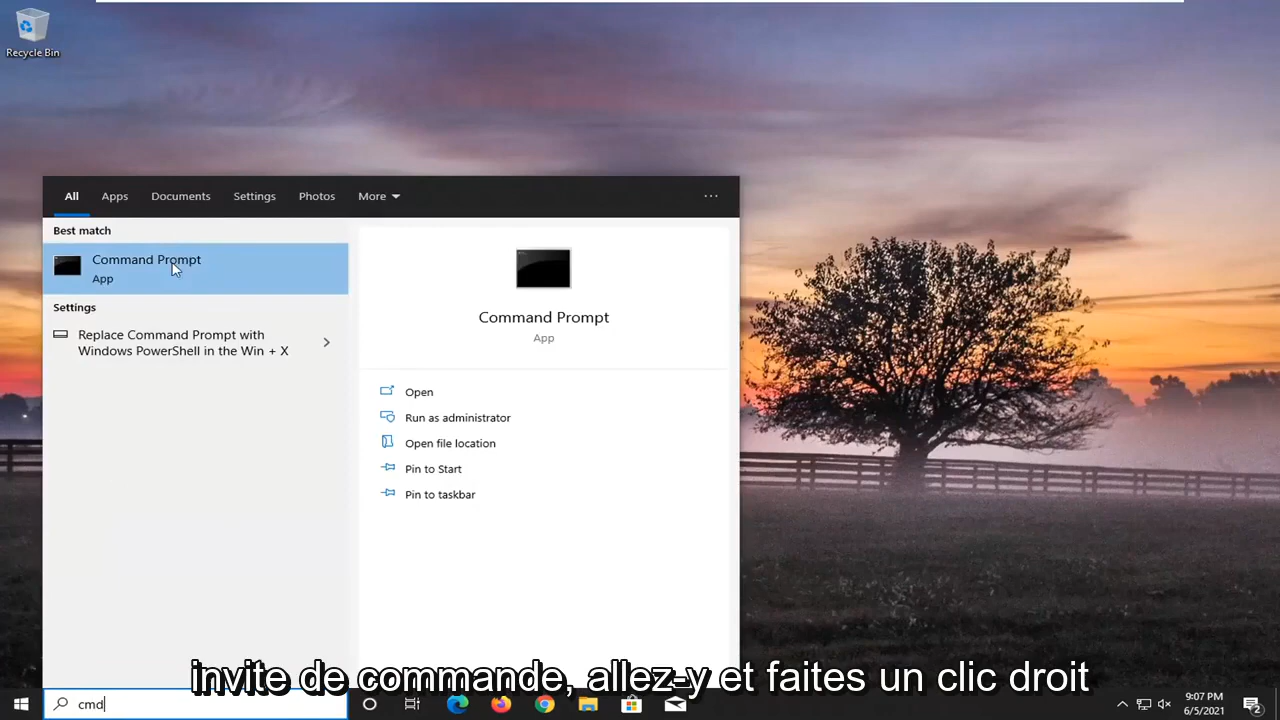 Recycle Bin
All Apps Documents Settings Photos More ...
Best match
Command Prompt
App
Settings
Replace Command Prompt with
Windows PowerShell in the Win + X
Command Prompt
App
Open
Run as administrator
Open file location
Pin to Start
Pin to taskbar
invite de commande, allez-y et faites un clic droit
cmd
9:07 PM
6/5/2021
2